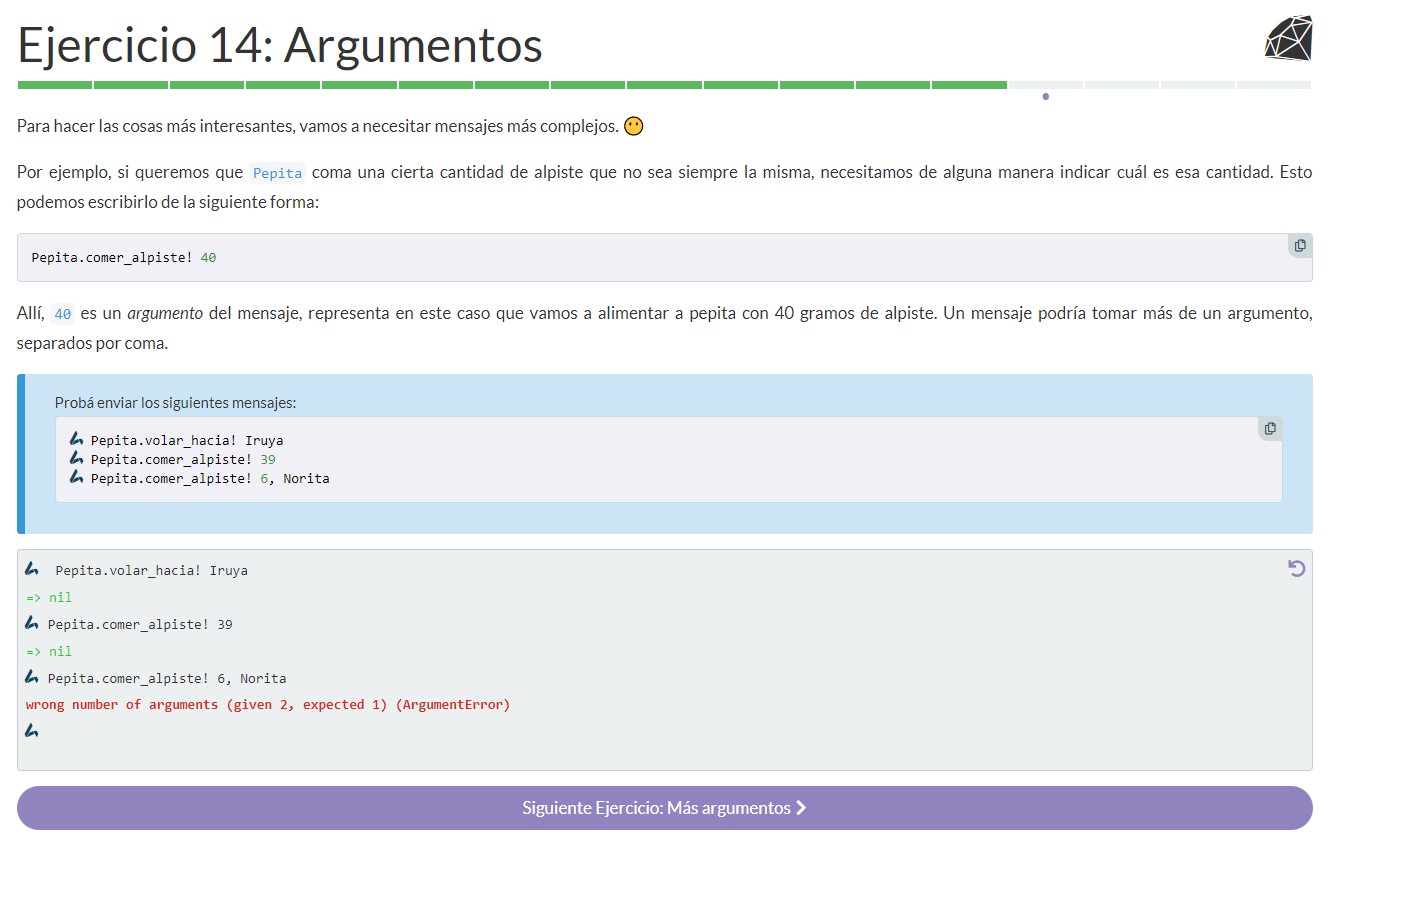 Ejercicio 14: Argumentos
Para hacer las cosas más interesantes, vamos a necesitar mensajes más complejos. 😶
Por ejemplo, si queremos que Pepita coma una cierta cantidad de alpiste que no sea siempre la misma, necesitamos de alguna manera indicar cuál es esa cantidad. Esto
podemos escribirlo de la siguiente forma:
Pepita.comer_alpiste! 40
Allí, 40 es un argumento del mensaje, representa en este caso que vamos a alimentar a pepita con 40 gramos de alpiste. Un mensaje podría tomar más de un argumento,
separados por coma.
Probá enviar los siguientes mensajes:
Pepita.volar_hacia! Iruya
Pepita.comer_alpiste! 39
Pepita.comer_alpiste! 6, Norita
Pepita.volar_hacia! Iruya
=> nil
Pepita.comer_alpiste! 39
=> nil
Pepita.comer_alpiste! 6, Norita
wrong number of arguments (given 2, expected 1) (ArgumentError)
Siguiente Ejercicio: Más argumentos